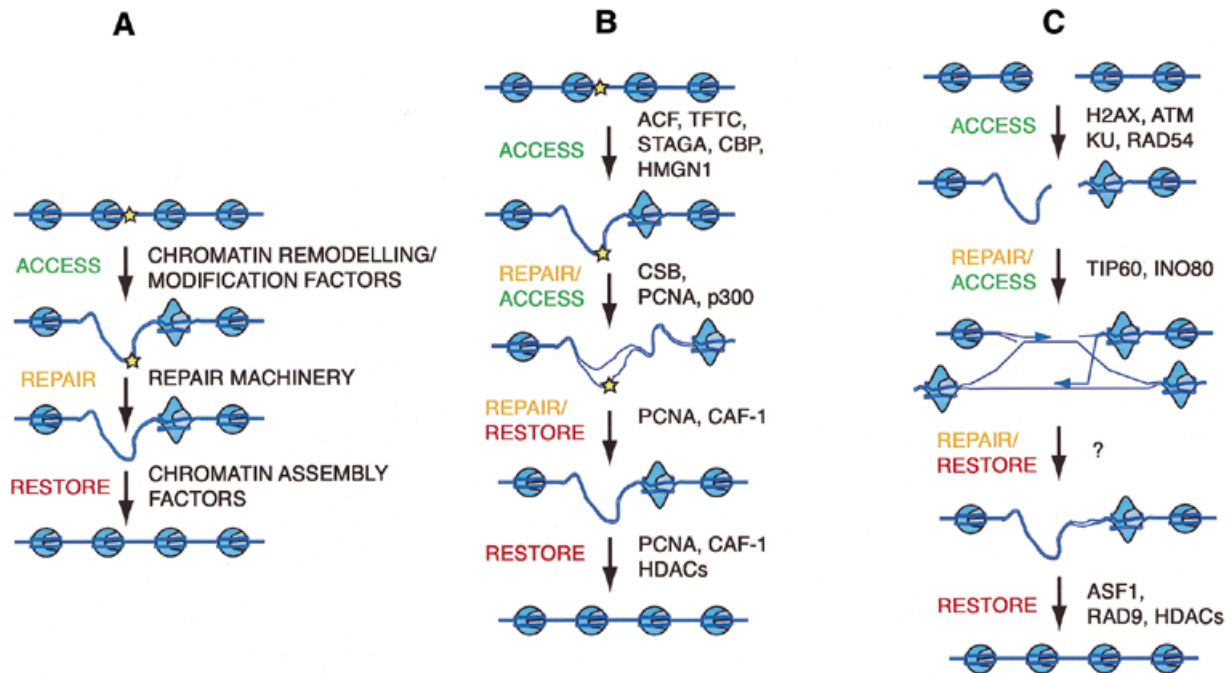 A
ACCESS
CHROMATIN REMODELLING/
MODIFICATION FACTORS
REPAIR
REPAIR MACHINERY
RESTORE
CHROMATIN ASSEMBLY
FACTORS
B
ACCESS
ACF, TFTC,
STAGA, CBP,
HMGN1
REPAIR/
ACCESS
CSB,
PCNA, p300
REPAIR/
RESTORE
PCNA, CAF-1
RESTORE
PCNA, CAF-1
HDACs
C
ACCESS
H2AX, ATM
KU, RAD54
REPAIR/
ACCESS
TIP60, INO80
REPAIR/
RESTORE
?
RESTORE
ASF1,
RAD9, HDACs